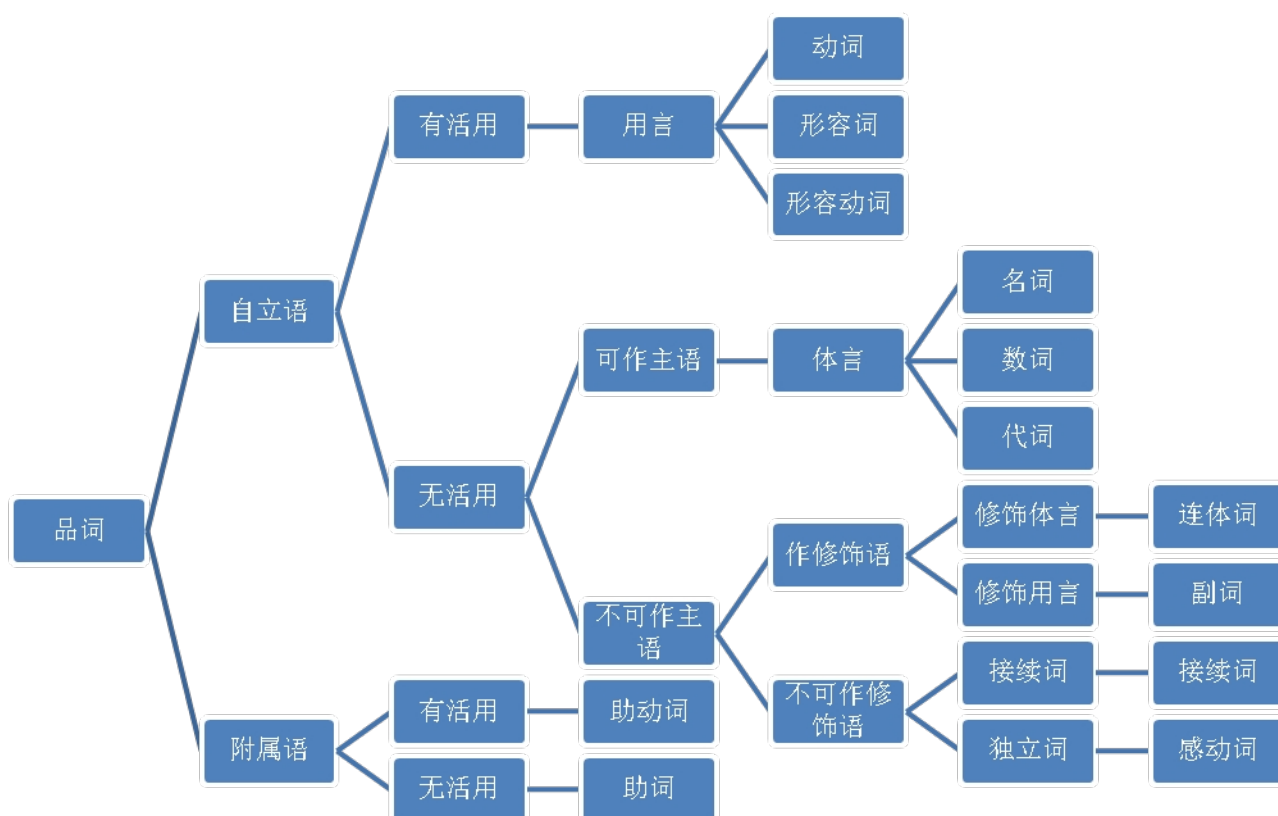 动词
有活用
用言
形容词
形容动词
自立语
名词
可作主语
体言
数词
代词
无活用
品词
修饰体言
连体词
作修饰语
修饰用言
副词
不可作主
语
接续词
接续词
不可作修
饰语
有活用
助动词
附属语
独立词
感动词
无活用
助词